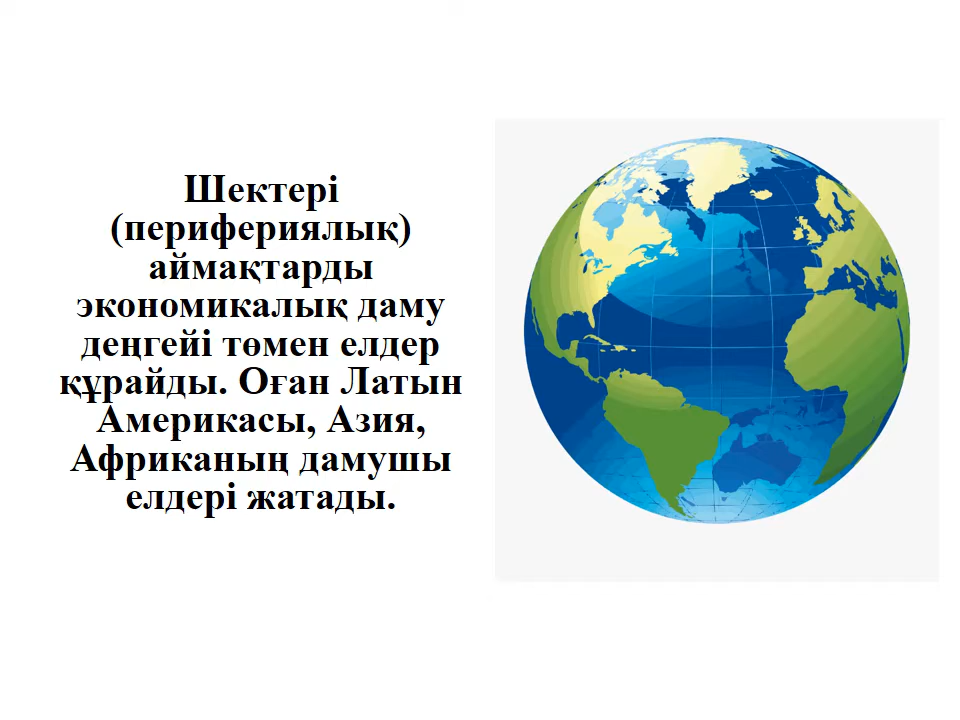 Шектері
(перифериялық)
аймақтарды
экономикалық даму
деңгейі төмен елдер
құрайды. Оған Латын
Америкасы, Азия,
Африканың дамушы
елдері жатады.